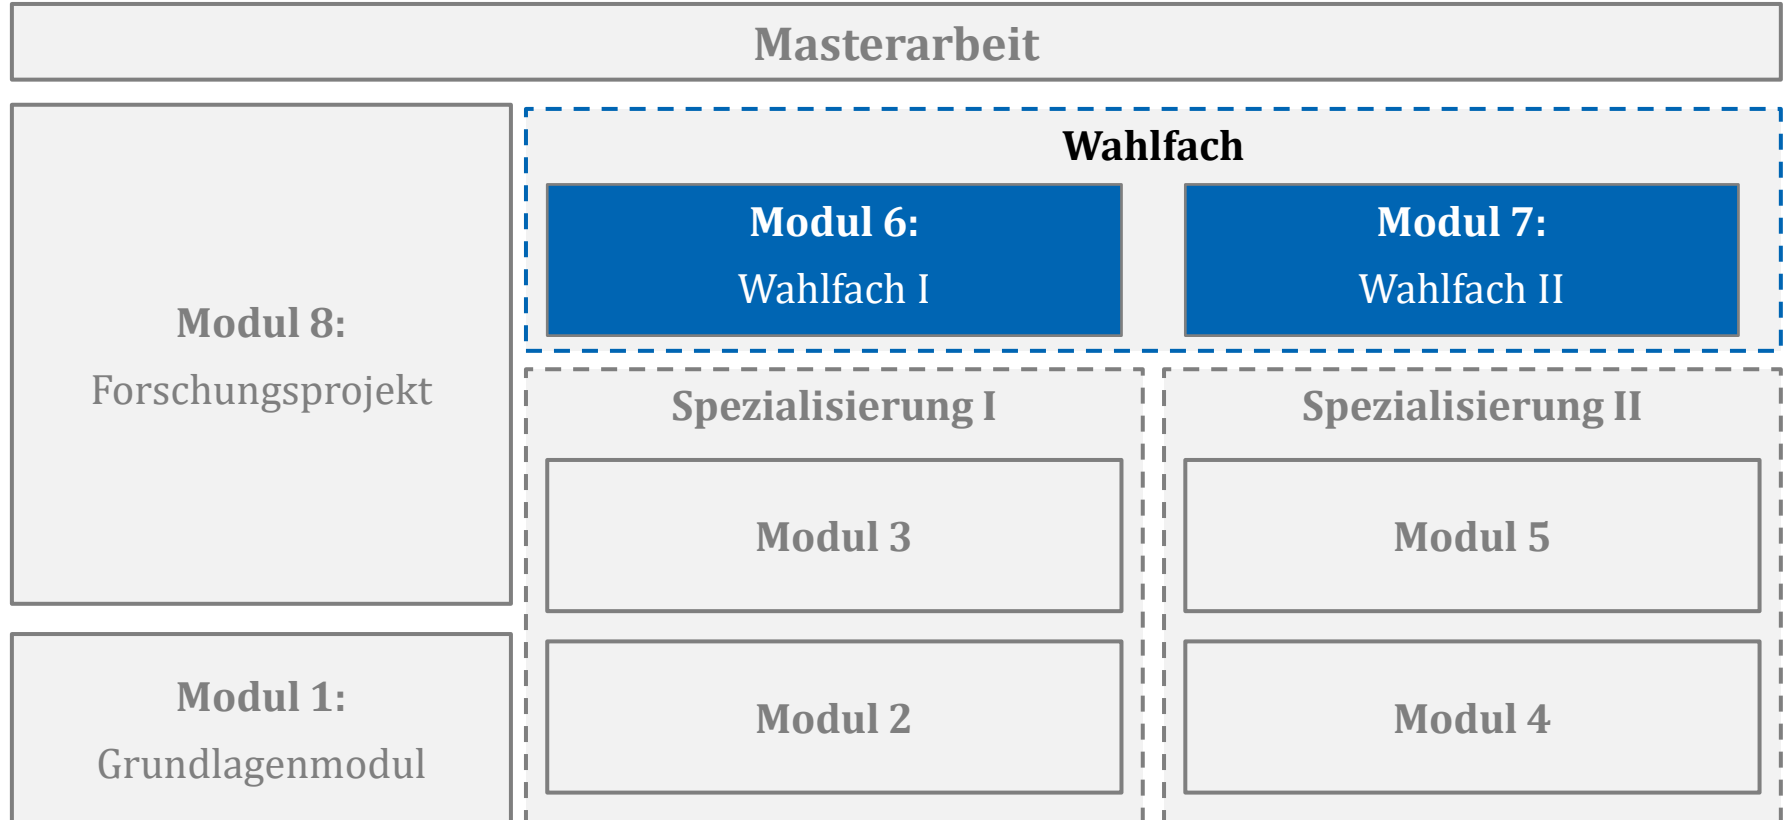 Masterarbeit
Wahlfach
Modul 6:
Wahlfach I
Modul 7:
Wahlfach II
Modul 8:
Forschungsprojekt
Spezialisierung I
Spezialisierung II
Modul 3
Modul 5
Modul 1:
Grundlagenmodul
Modul 2
Modul 4